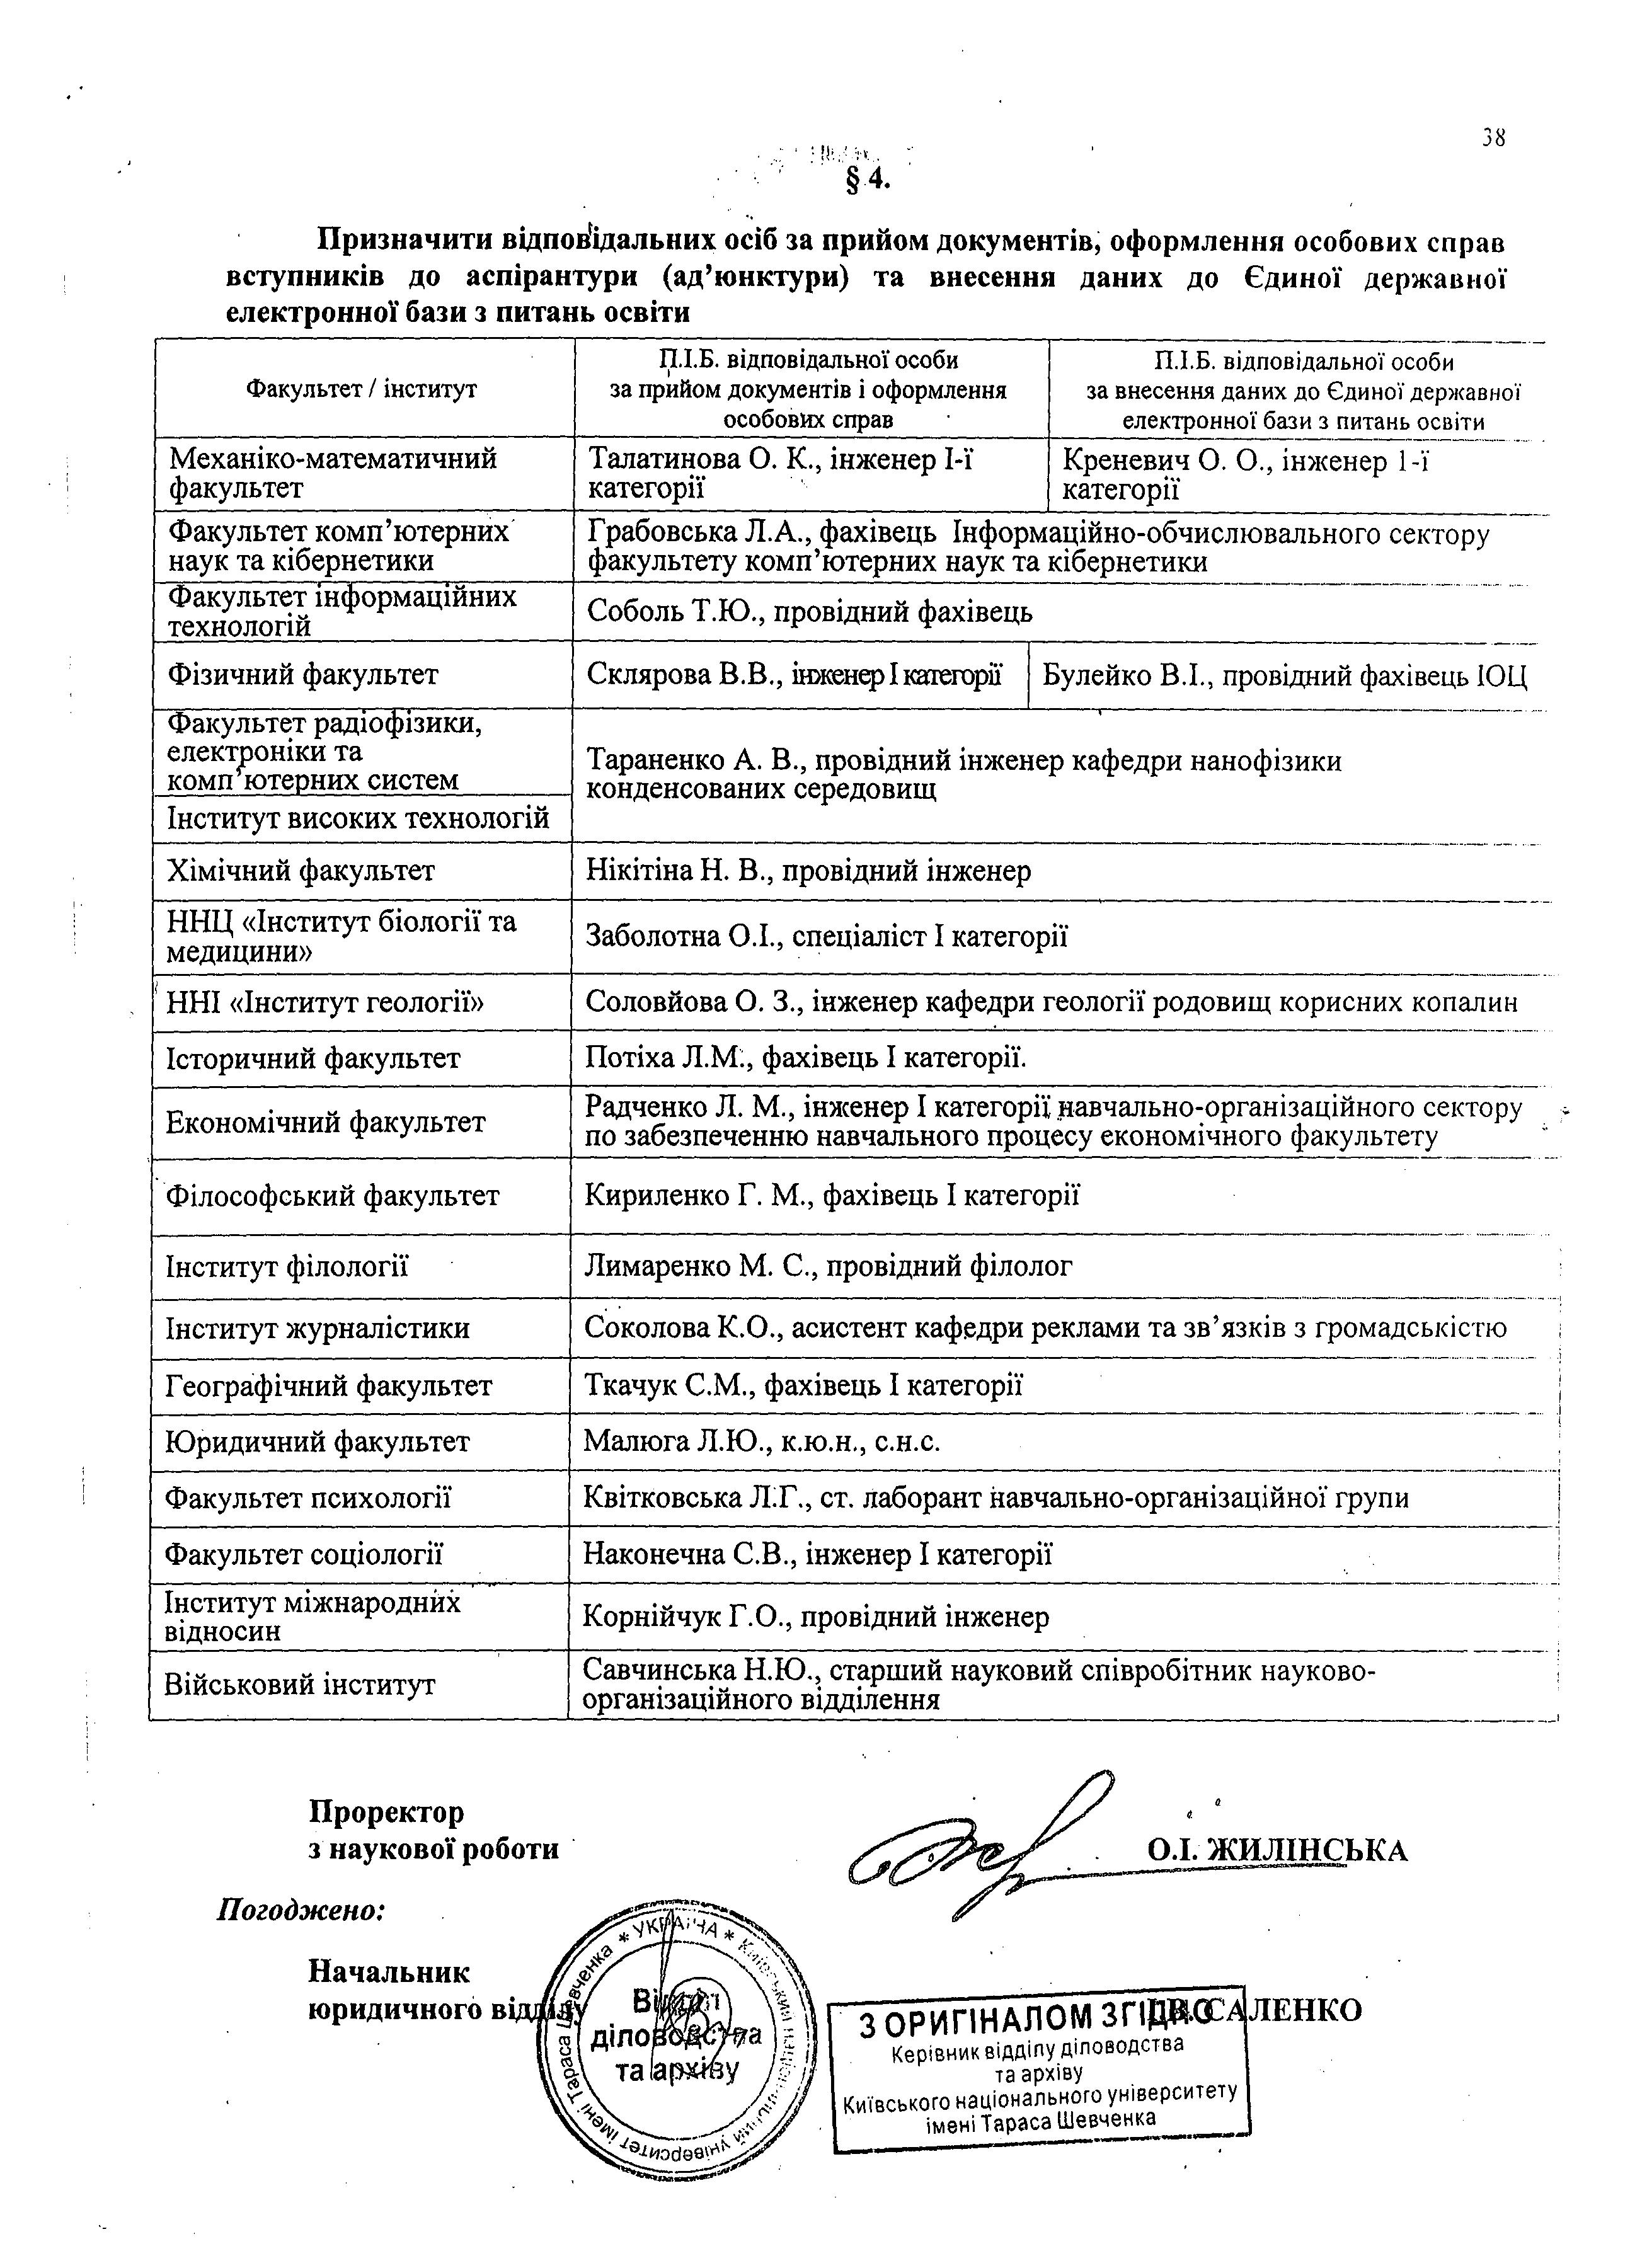 38
§ 4.
Призначити відповідальних осіб за прийом документів, оформлення особових справ
вступників до аспірантури (ад’юнктури) та внесення даних до Єдиної державної
електронної бази з питань освіти
Факультет / інститут
П.І.Б. відповідальної особи
за прийом документів і оформлення
особових справ
П.І.Б. відповідальної особи
за внесення даних до Єдиної державної
електронної бази з питань освіти
Механіко-математичний
факультет
Талатинова О. К., інженер І-ї
категорії
Креневич О. О., інженер 1-ї
категорії
Факультет комп’ютерних
наук та кібернетики
Грабовська Л.А., фахівець Інформаційно-обчислювального сектору
факультету комп’ютерних наук та кібернетики
Факультет інформаційних
технологій
Соболь Т.Ю., провідний фахівець
Фізичний факультет
Склярова В.В., інженер І категорії
Булейко В.І., провідний фахівець ІОЦ
Факультет радіофізики,
електроніки та
комп’ютерних систем
Інститут високих технологій
Тараненко А. В., провідний інженер кафедри нанофізики
конденсованих середовищ
Хімічний факультет
Нікітіна Н. В., провідний інженер
ННЦ «Інститут біології та
медицини»
Заболотна О.І., спеціаліст І категорії
ННІ «Інститут геології»
Соловйова О. З., інженер кафедри геології родовищ корисних копалин
Історичний факультет
Потіха Л.М., фахівець І категорії.
Економічний факультет
Радченко Л. М., інженер І категорії навчально-організаційного сектору
по забезпеченню навчального процесу економічного факультету
Філософський факультет
Кириленко Г. М., фахівець І категорії
Інститут філології
Лимаренко М. С., провідний філолог
Інститут журналістики
Соколова К.О., асистент кафедри реклами та зв’язків з громадськістю
Географічний факультет
Ткачук С.М., фахівець І категорії
Юридичний факультет
Малюга Л.Ю., к.ю.н., с.н.с.
Факультет психології
Квітковська Л.Г., ст. лаборант навчально-організаційної групи
Факультет соціології
Наконечна С.В., інженер І категорії
Інститут міжнародних
відносин
Корнійчук Г.О., провідний інженер
Військовий інститут
Савчинська Н.Ю., старший науковий співробітник науково-
організаційного відділення
Проректор
з наукової роботи
О.І. ЖИЛІНСЬКА
Погоджено:
Начальник
юридичного відділу
САЛЕНКО
* УКРАЇНА * Київський національний університет імені Тараса Шевченка
Відділ
діловодства
та архіву
З ОРИГІНАЛОМ ЗГІДНО
Керівник відділу діловодства
та архіву
Київського національного університету
імені Тараса Шевченка